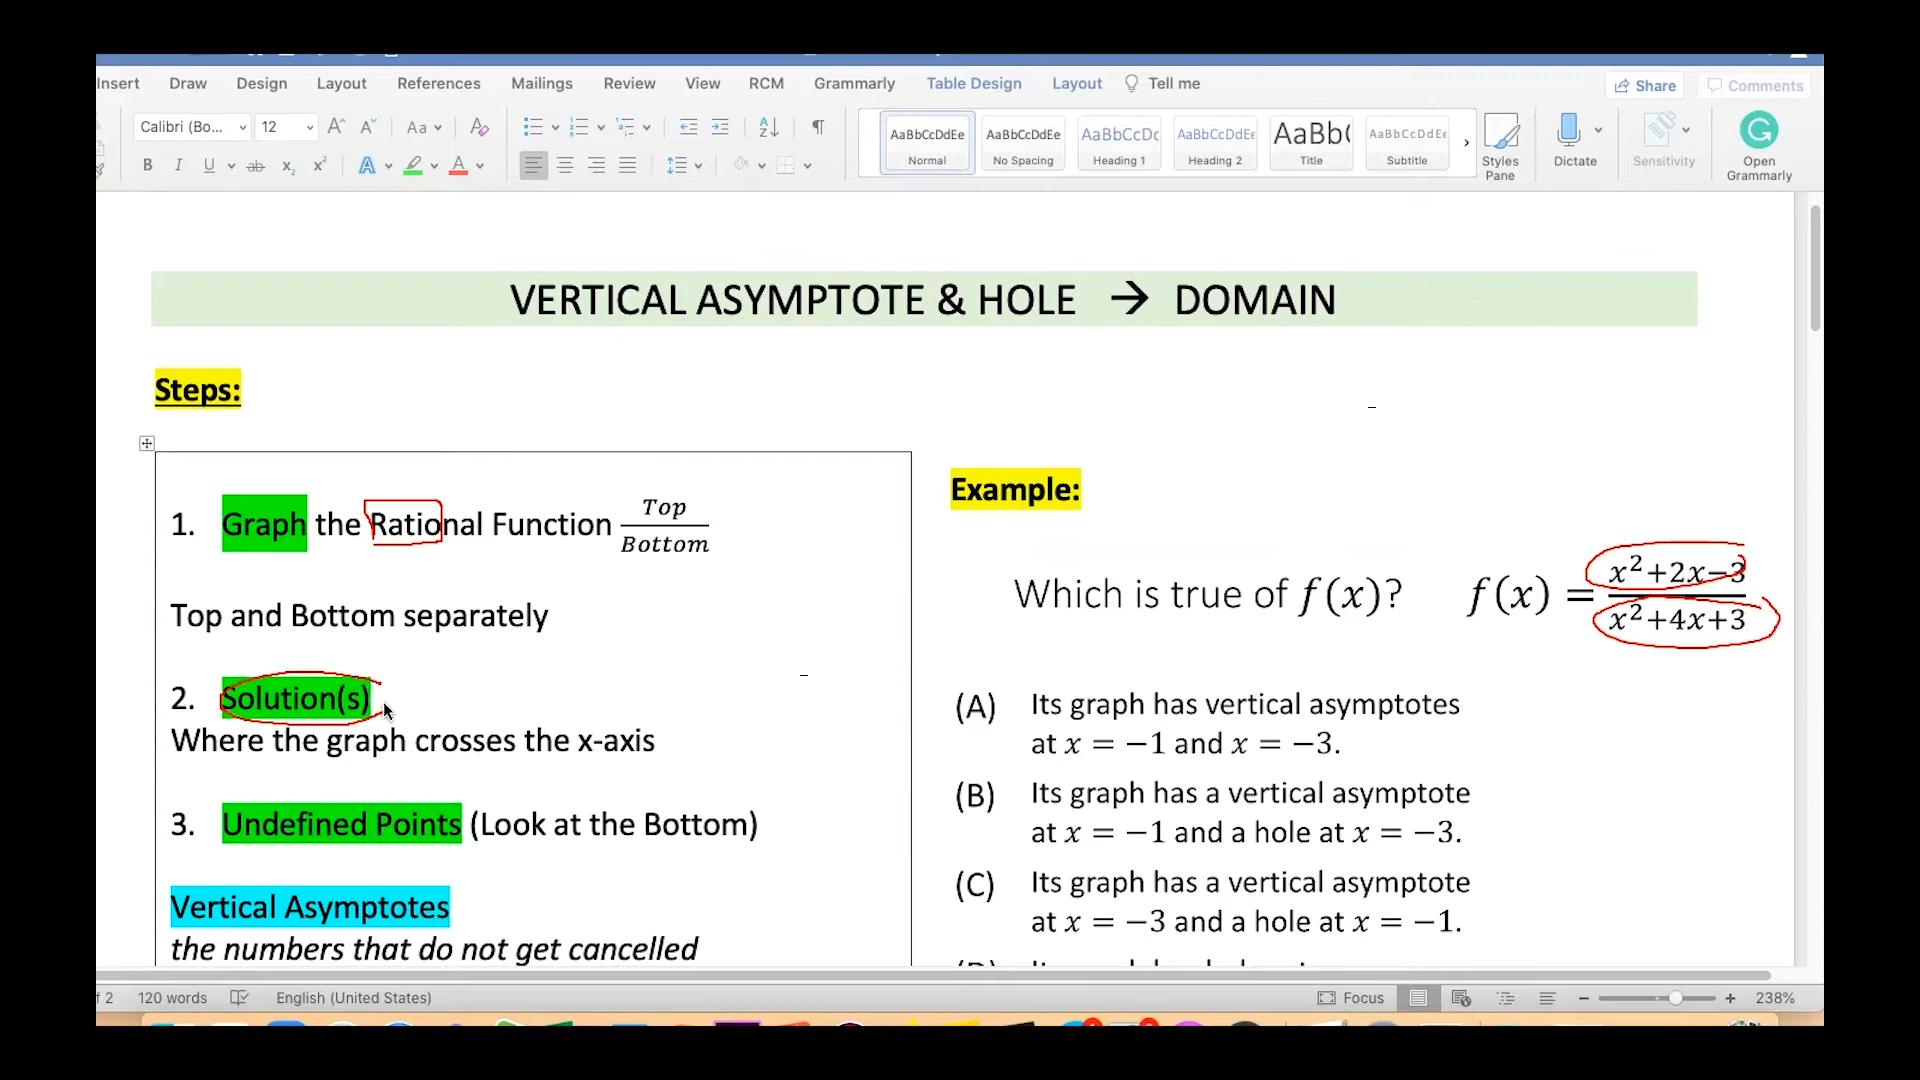 Insert Draw Design Layout References Mailings Review View RCM Grammarly Table Design Layout Tell me Share Comments
Calibri (Bo... 12 Aa
AaBbCcDdEe AaBbCcDdEe AaBbCcDc AaBbCcDdEe AaBb( AaBbCcDdEe
Normal No Spacing Heading 1 Heading 2 Title Subtitle
Styles Pane
Dictate
Sensitivity
Open Grammarly
VERTICAL ASYMPTOTE & HOLE → DOMAIN
Steps:
1. Graph the Rational Function Top/Bottom
Top and Bottom separately
2. Solution(s)
Where the graph crosses the x-axis
3. Undefined Points (Look at the Bottom)
Vertical Asymptotes
the numbers that do not get cancelled
Example:
Which is true of f(x)? f(x) = x²+2x−3 / x²+4x+3
(A) Its graph has vertical asymptotes
at x = −1 and x = −3.
(B) Its graph has a vertical asymptote
at x = −1 and a hole at x = −3.
(C) Its graph has a vertical asymptote
at x = −3 and a hole at x = −1.
f 2 120 words English (United States) Focus 238%